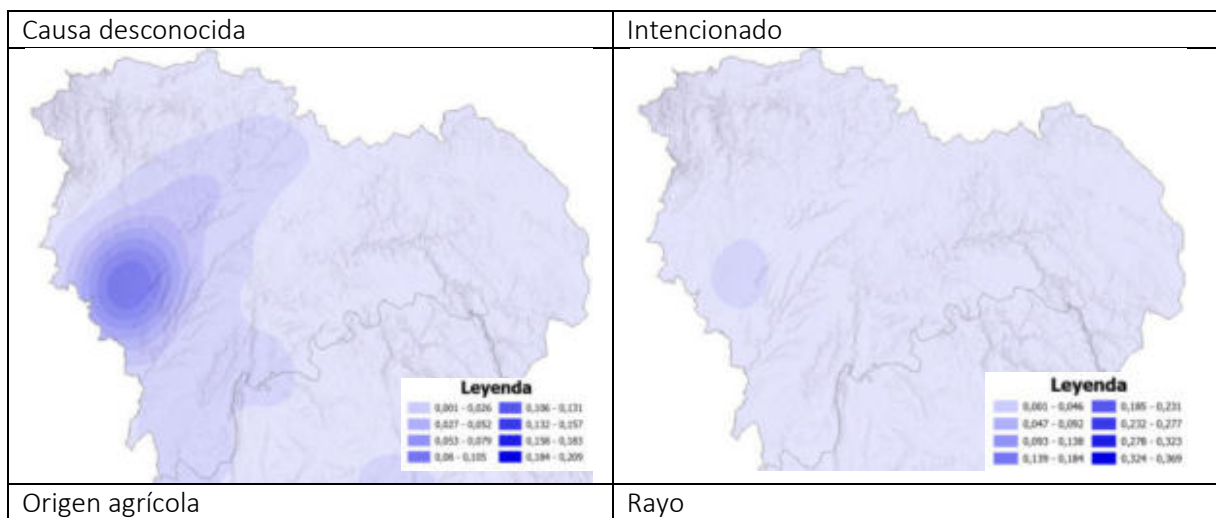 Causa desconocida
Intencionado
Leyenda
0,001 - 0,026 0,106 - 0,131
0,027 - 0,052 0,132 - 0,157
0,053 - 0,079 0,158 - 0,183
0,08 - 0,105 0,184 - 0,209
Leyenda
0,001 - 0,046 0,185 - 0,231
0,047 - 0,092 0,232 - 0,277
0,093 - 0,138 0,278 - 0,323
0,139 - 0,184 0,324 - 0,369
Origen agrícola
Rayo